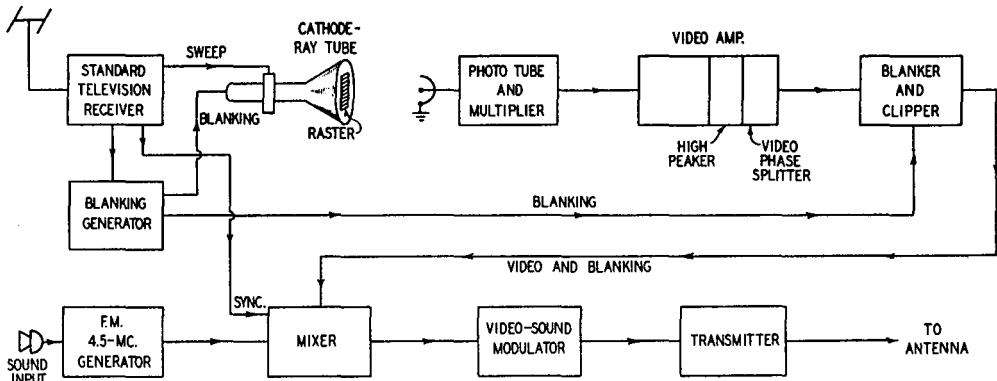 CATHODE-
RAY TUBE
SWEEP
STANDARD
TELEVISION
RECEIVER
BLANKING
RASTER
PHOTO TUBE
AND
MULTIPLIER
VIDEO AMP.
HIGH
PEAKER
VIDEO
PHASE
SPLITTER
BLANKER
AND
CLIPPER
BLANKING
GENERATOR
BLANKING
VIDEO AND BLANKING
SYNC.
SOUND
INPUT
F.M.
4.5-MC.
GENERATOR
MIXER
VIDEO-SOUND
MODULATOR
TRANSMITTER
TO
ANTENNA